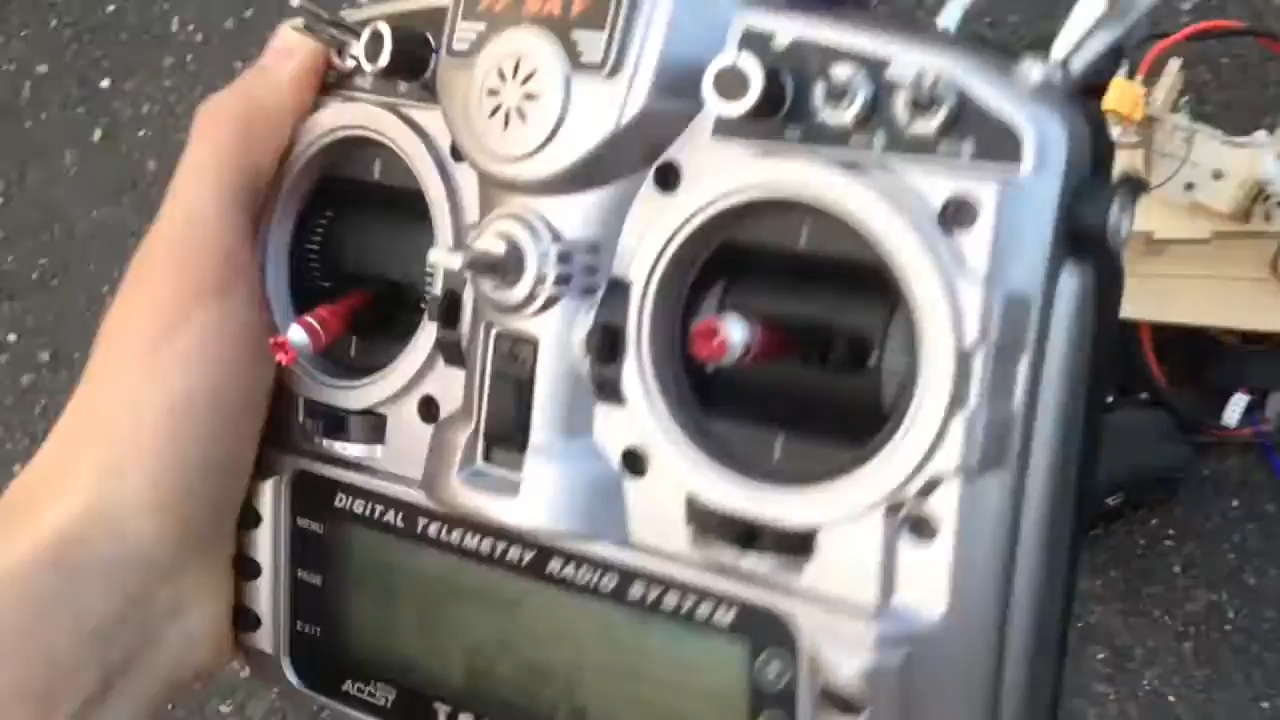 DIGITAL TELEMETRY RADIO SYSTEM
MENU
PAGE
EXIT
ACCST